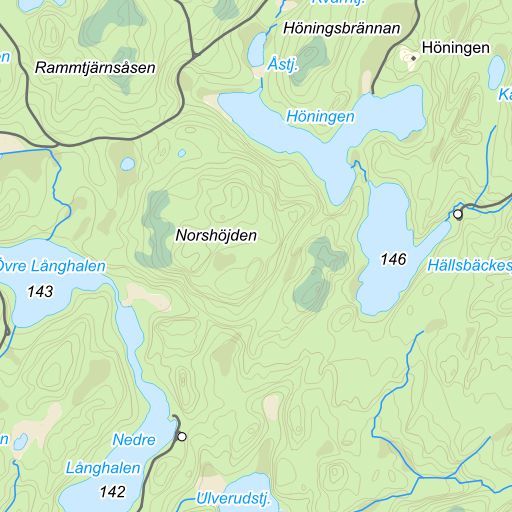 Höningsbrännan
Höningen
Åstj.
Rammtjärnsåsen
Höningen
Norshöjden
146
Övre Långhalen
143
Hällsbäckes
Nedre
Långhalen
142
Ulverudstj.